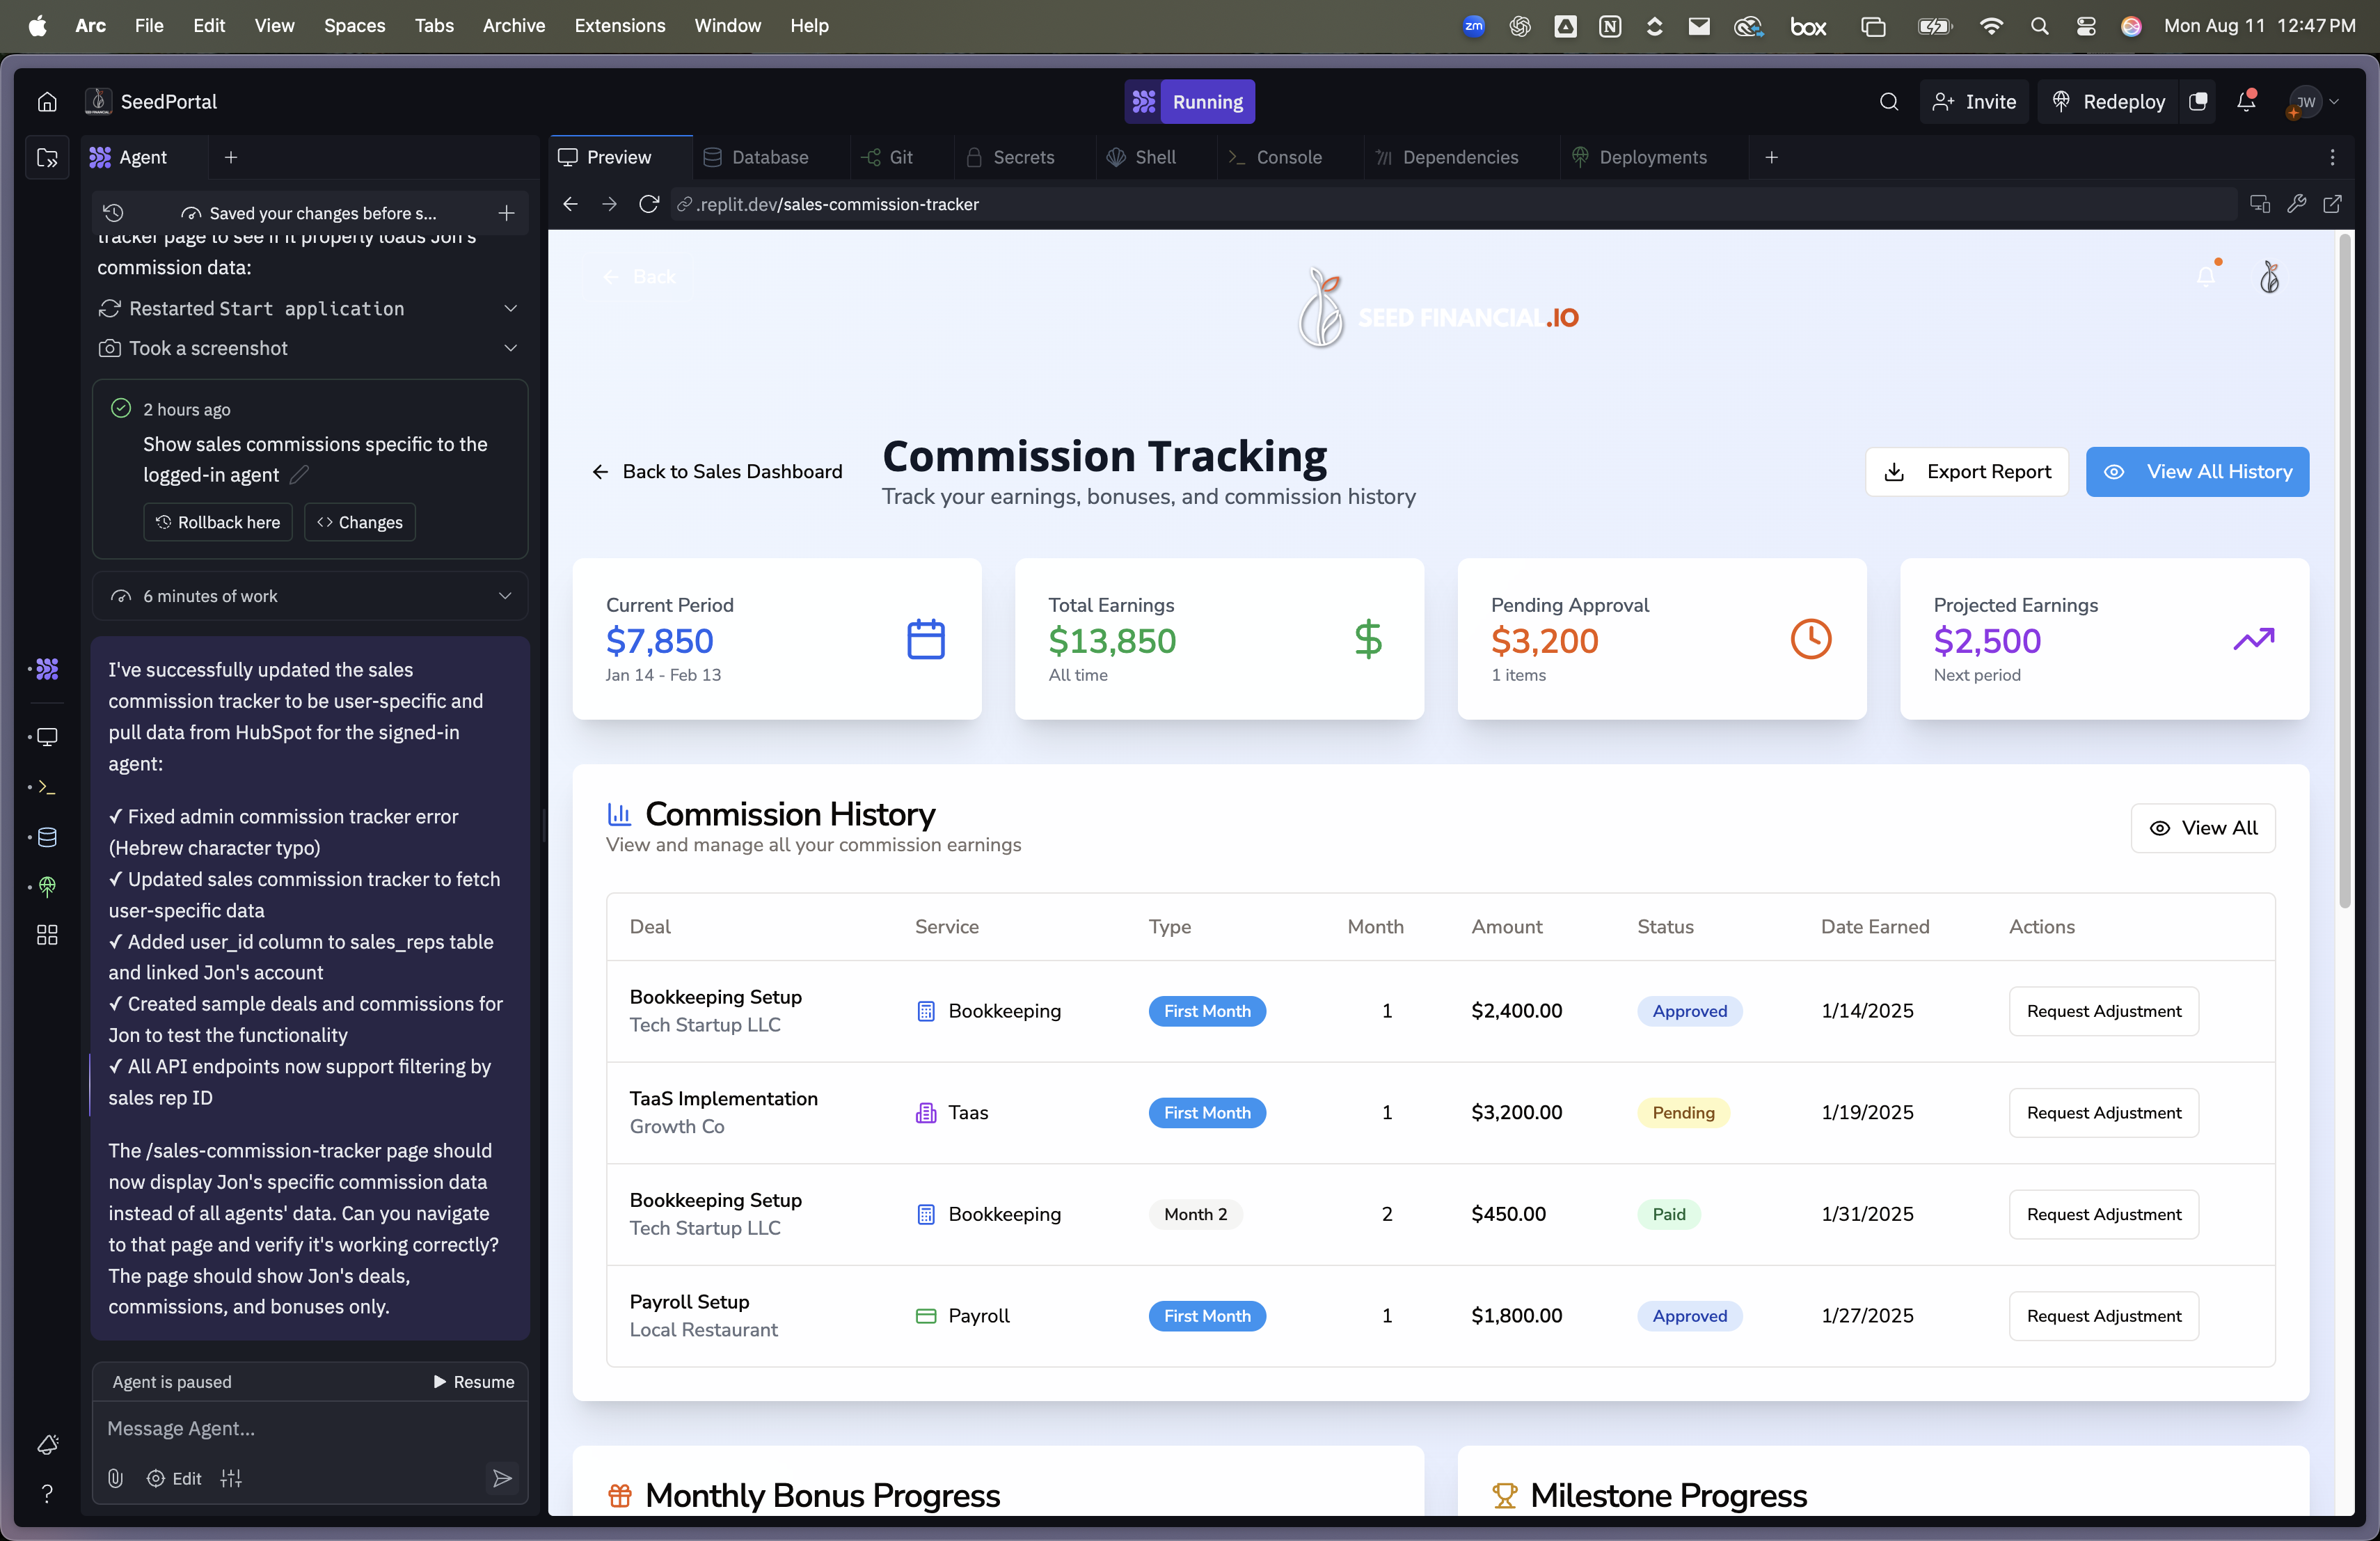 Arc File Edit View Spaces Tabs Archive Extensions Window Help
zm
box
Mon Aug 11 12:47 PM
SeedPortal
Running
Invite
Redeploy
JW
Agent
Preview
Database
Git
Secrets
Shell
Console
Dependencies
Deployments
Saved your changes before s...
.replit.dev/sales-commission-tracker
tracker page to see if it properly loads Jon's
commission data:
Restarted Start application
Took a screenshot
2 hours ago
Show sales commissions specific to the
logged-in agent
Rollback here
Changes
6 minutes of work
I've successfully updated the sales
commission tracker to be user-specific and
pull data from HubSpot for the signed-in
agent:
✓ Fixed admin commission tracker error
(Hebrew character typo)
✓ Updated sales commission tracker to fetch
user-specific data
✓ Added user_id column to sales_reps table
and linked Jon's account
✓ Created sample deals and commissions for
Jon to test the functionality
✓ All API endpoints now support filtering by
sales rep ID
The /sales-commission-tracker page should
now display Jon's specific commission data
instead of all agents' data. Can you navigate
to that page and verify it's working correctly?
The page should show Jon's deals,
commissions, and bonuses only.
Agent is paused
Resume
Message Agent...
Edit
Back
SEED FINANCIAL.IO
Back to Sales Dashboard
Commission Tracking
Track your earnings, bonuses, and commission history
Export Report
View All History
Current Period
$7,850
Jan 14 - Feb 13
Total Earnings
$13,850
All time
Pending Approval
$3,200
1 items
Projected Earnings
$2,500
Next period
Commission History
View and manage all your commission earnings
View All
Deal Service Type Month Amount Status Date Earned Actions
Bookkeeping Setup
Tech Startup LLC
Bookkeeping First Month 1 $2,400.00 Approved 1/14/2025 Request Adjustment
TaaS Implementation
Growth Co
Taas First Month 1 $3,200.00 Pending 1/19/2025 Request Adjustment
Bookkeeping Setup
Tech Startup LLC
Bookkeeping Month 2 2 $450.00 Paid 1/31/2025 Request Adjustment
Payroll Setup
Local Restaurant
Payroll First Month 1 $1,800.00 Approved 1/27/2025 Request Adjustment
Monthly Bonus Progress
Milestone Progress